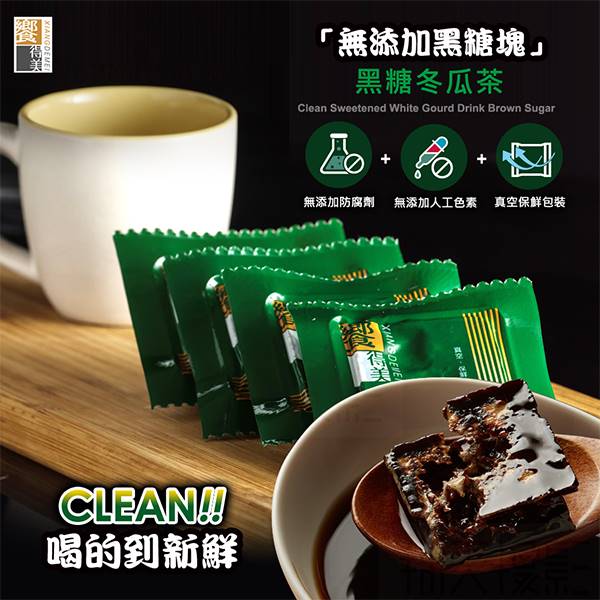 饗
得美
XIANGDEMEI
「無添加黑糖塊」
黑糖冬瓜茶
Clean Sweetened White Gourd Drink Brown Sugar
+
+
無添加防腐劑
無添加人工色素
真空保鮮包裝
饗
XIANGDEMEI
CLEAN!!
喝的到新鮮